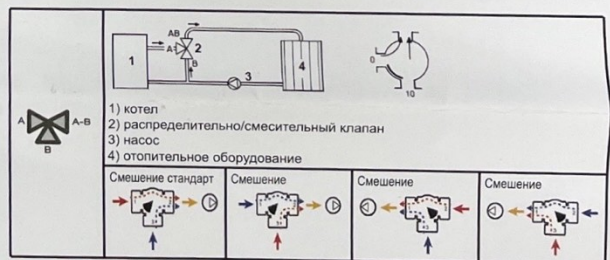 AB
A
2
B
1
3
4
0
10
A
A-B
B
1) котел
2) распределительно/смесительный клапан
3) насос
4) отопительное оборудование
Смешение стандарт
Смешение
Смешение
Смешение